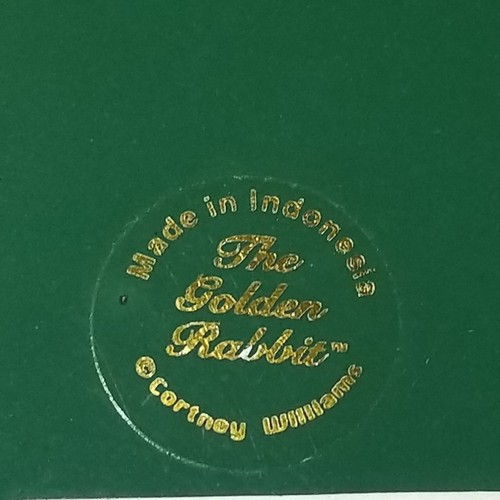 Made in Indonesia
The
Golden
Rabbit™
© Cortney Williams